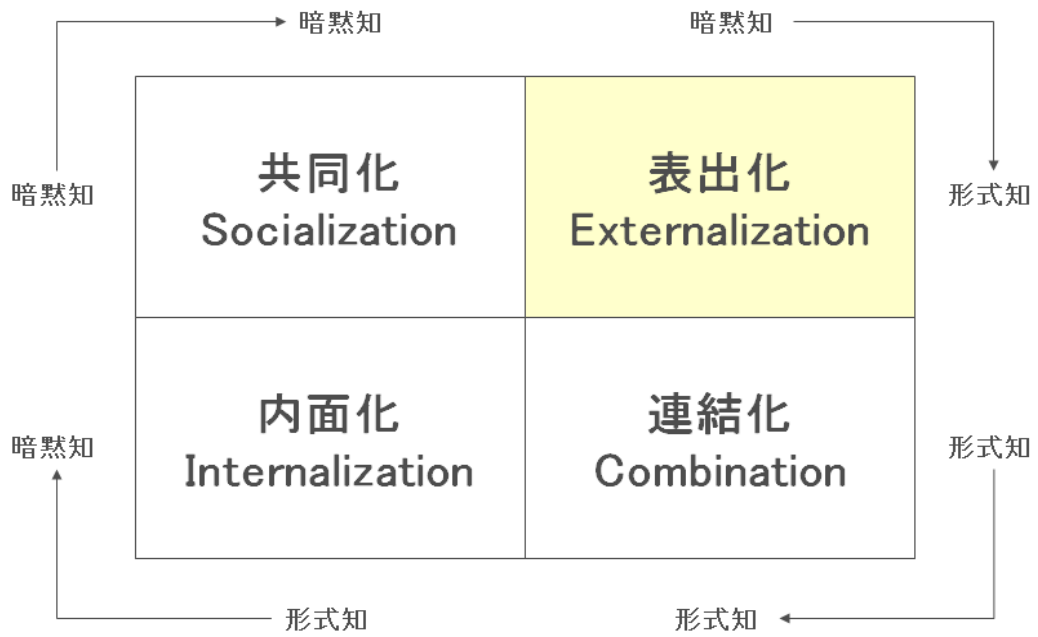 暗黙知
暗黙知
暗黙知
共同化
Socialization
表出化
Externalization
形式知
暗黙知
内面化
Internalization
連結化
Combination
形式知
形式知
形式知